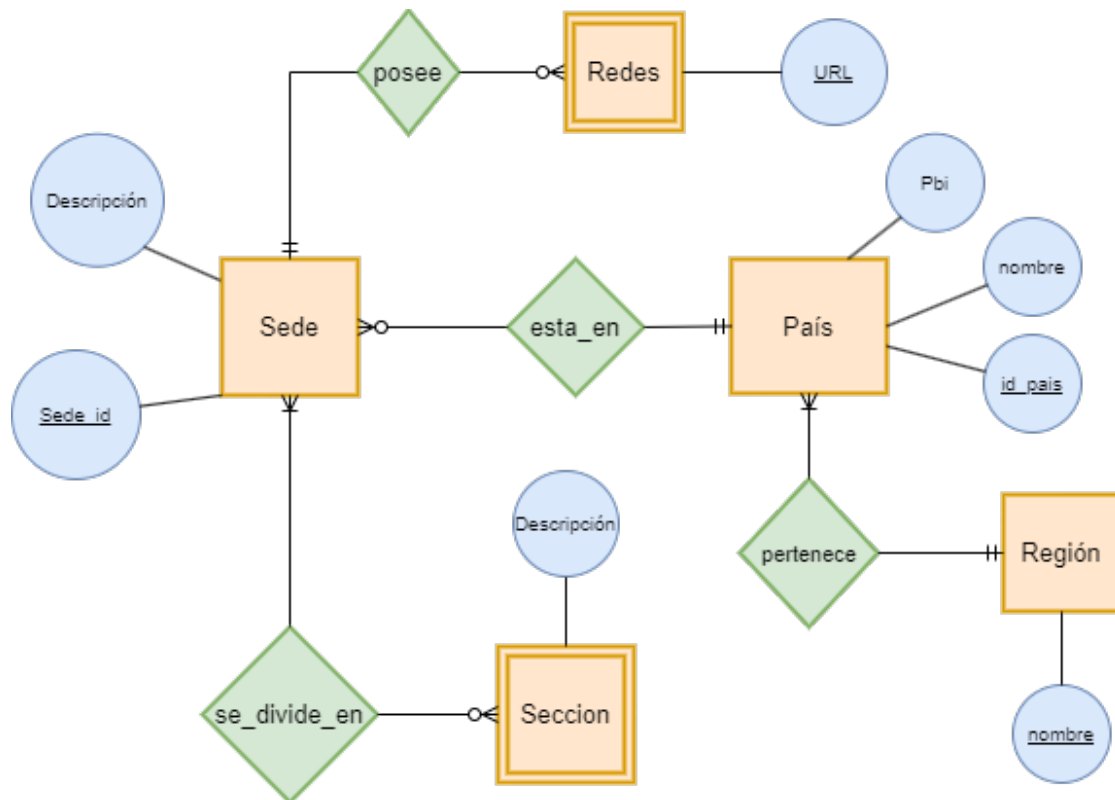 posee
Redes
URL
Descripción
Pbi
nombre
Sede
esta_en
País
id_pais
Sede_id
Descripción
pertenece
Región
se_divide_en
Seccion
nombre